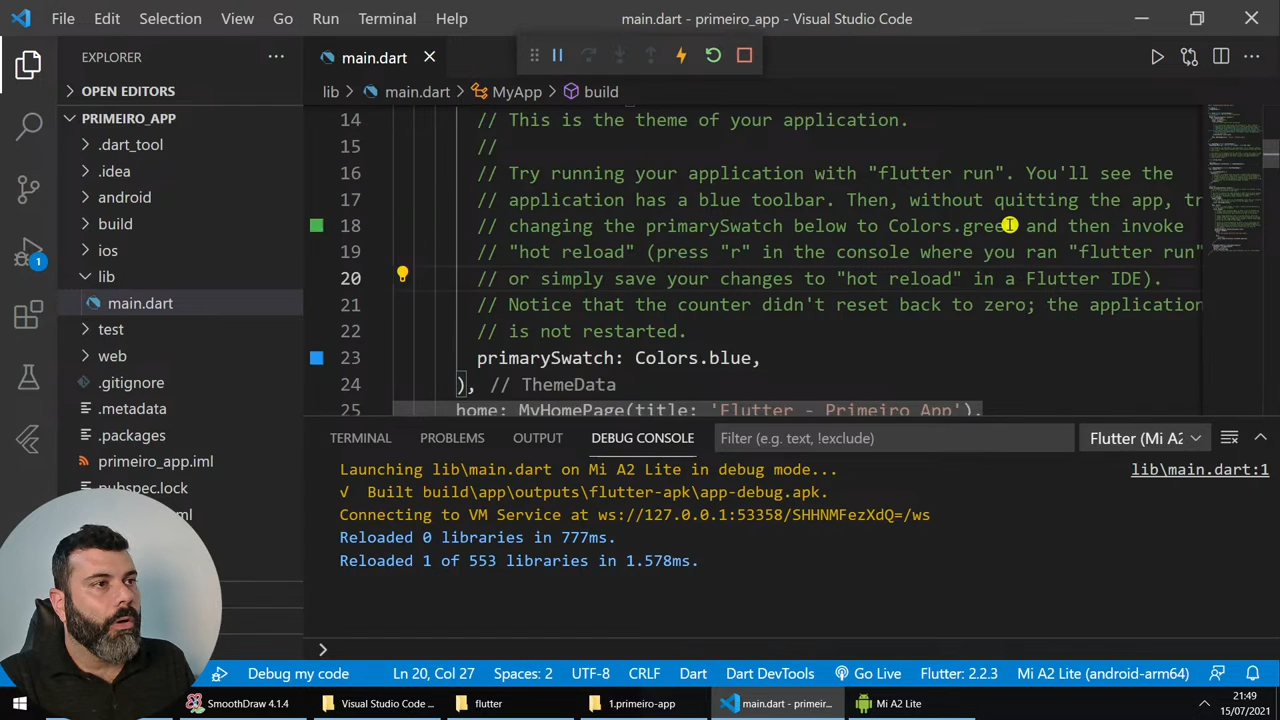 File Edit Selection View Go Run Terminal Help
main.dart - primeiro_app - Visual Studio Code
EXPLORER
OPEN EDITORS
PRIMEIRO_APP
.dart_tool
.idea
android
build
ios
lib
main.dart
test
web
.gitignore
.metadata
.packages
primeiro_app.iml
pubspec.lock
1
main.dart
lib main.dart MyApp build
14 // This is the theme of your application.
15 //
16 // Try running your application with "flutter run". You'll see the
17 // application has a blue toolbar. Then, without quitting the app, tr
18 // changing the primarySwatch below to Colors.green and then invoke
19 // "hot reload" (press "r" in the console where you ran "flutter run"
20 // or simply save your changes to "hot reload" in a Flutter IDE).
21 // Notice that the counter didn't reset back to zero; the application
22 // is not restarted.
23 primarySwatch: Colors.blue,
24 ), // ThemeData
25 home: MyHomePage(title: 'Flutter - Primeiro App'),
TERMINAL PROBLEMS OUTPUT DEBUG CONSOLE Filter (e.g. text, !exclude) Flutter (Mi A2
Launching lib\main.dart on Mi A2 Lite in debug mode... lib\main.dart:1
√ Built build\app\outputs\flutter-apk\app-debug.apk.
Connecting to VM Service at ws://127.0.0.1:53358/SHHNMFezXdQ=/ws
Reloaded 0 libraries in 777ms.
Reloaded 1 of 553 libraries in 1.578ms.
Debug my code Ln 20, Col 27 Spaces: 2 UTF-8 CRLF Dart Dart DevTools Go Live Flutter: 2.2.3 Mi A2 Lite (android-arm64)
SmoothDraw 4.1.4 Visual Studio Code ... flutter 1.primeiro-app main.dart - primeir... Mi A2 Lite
21:49
15/07/2021